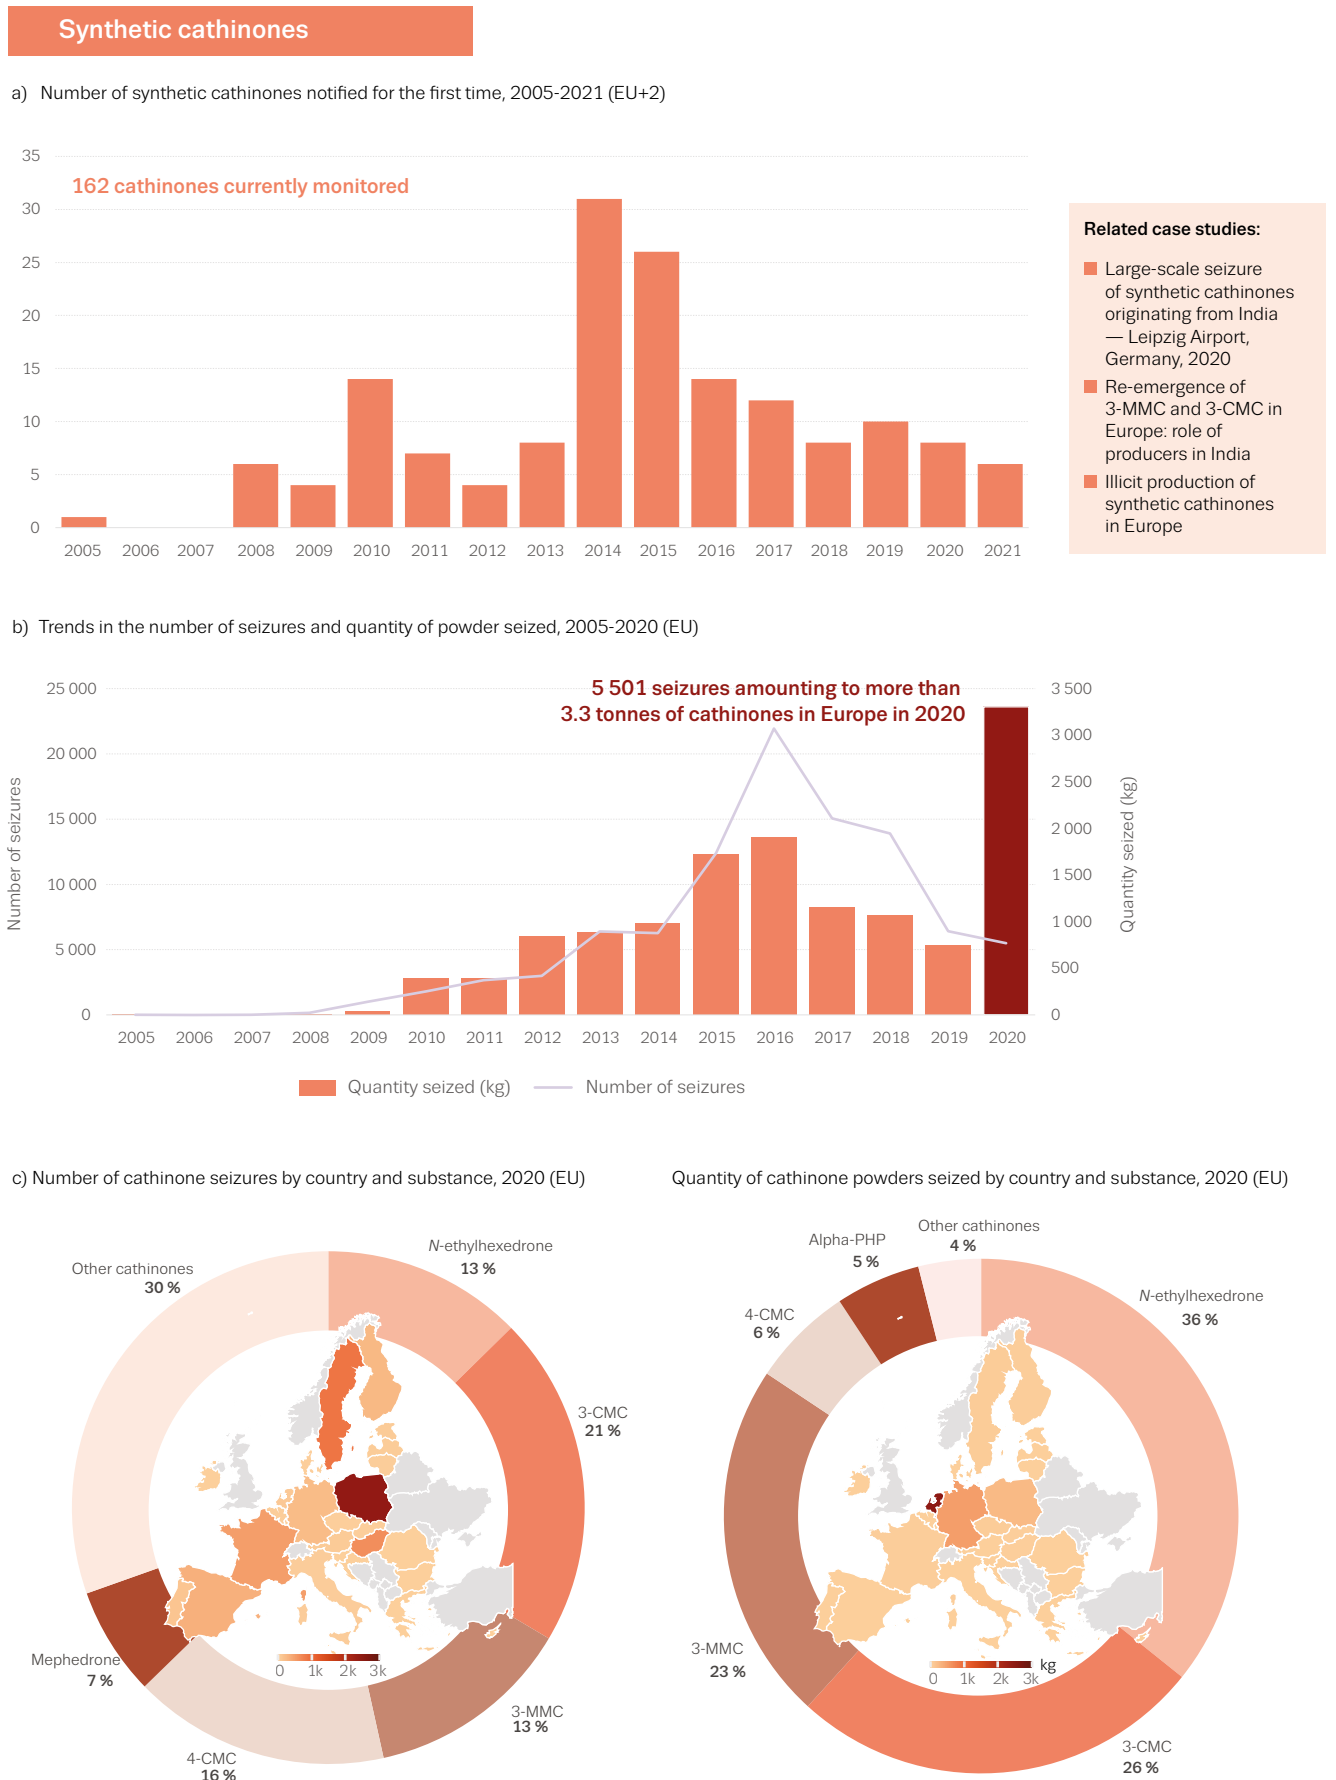 Synthetic cathinones
a) Number of synthetic cathinones notified for the first time, 2005-2021 (EU+2)
35
162 cathinones currently monitored
30
25
20
15
10
5
0
2005 2006 2007 2008 2009 2010 2011 2012 2013 2014 2015 2016 2017 2018 2019 2020 2021
Related case studies:
Large-scale seizure
of synthetic cathinones
originating from India
— Leipzig Airport,
Germany, 2020
Re-emergence of
3-MMC and 3-CMC in
Europe: role of
producers in India
Illicit production of
synthetic cathinones
in Europe
b) Trends in the number of seizures and quantity of powder seized, 2005-2020 (EU)
5 501 seizures amounting to more than
3.3 tonnes of cathinones in Europe in 2020
Number of seizures
25 000
20 000
15 000
10 000
5 000
0
3 500
3 000
2 500
2 000
1 500
1 000
500
0
Quantity seized (kg)
2005 2006 2007 2008 2009 2010 2011 2012 2013 2014 2015 2016 2017 2018 2019 2020
Quantity seized (kg) Number of seizures
c) Number of cathinone seizures by country and substance, 2020 (EU)
N-ethylhexedrone
13 %
3-CMC
21 %
3-MMC
13 %
4-CMC
16 %
Mephedrone
7 %
Other cathinones
30 %
0 1k 2k 3k
Quantity of cathinone powders seized by country and substance, 2020 (EU)
N-ethylhexedrone
36 %
3-CMC
26 %
3-MMC
23 %
4-CMC
6 %
Alpha-PHP
5 %
Other cathinones
4 %
kg
0 1k 2k 3k